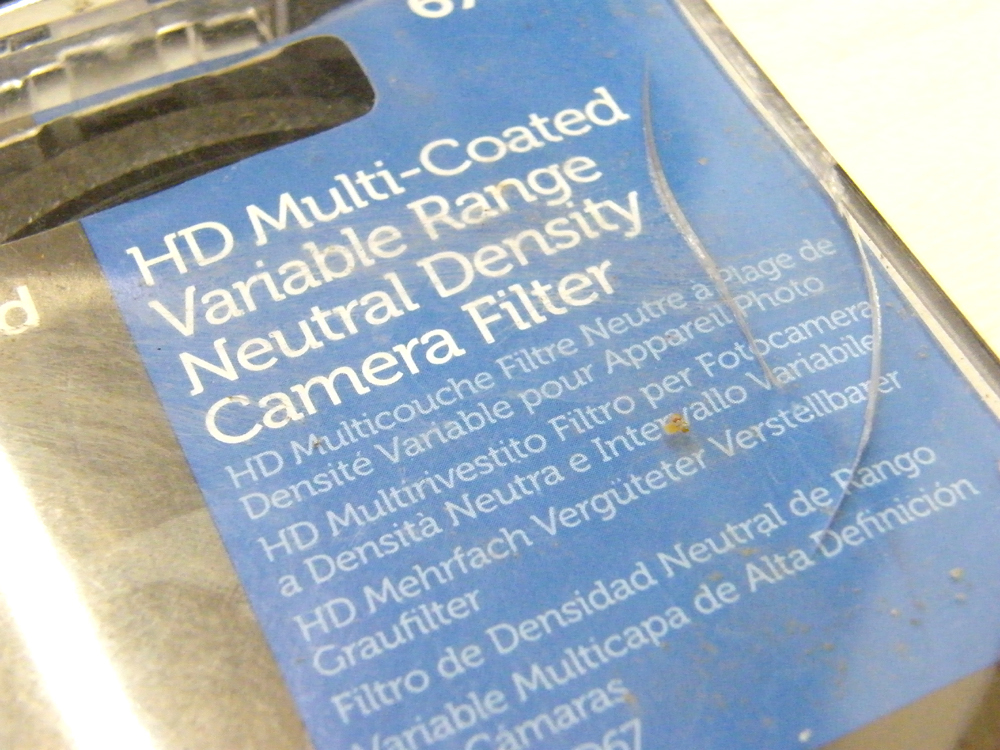 67
HD Multi-Coated
Variable Range
Neutral Density
Camera Filter
HD Multicouche Filtre Neutre à Plage de
Densité Variable pour Appareil Photo
HD Multirivestito Filtro per Fotocamera
a Densità Neutra e Intervallo Variabile
HD Mehrfach Vergüteter Verstellbarer
Graufilter
Filtro de Densidad Neutral de Rango
Variable Multicapa de Alta Definición
Cámaras